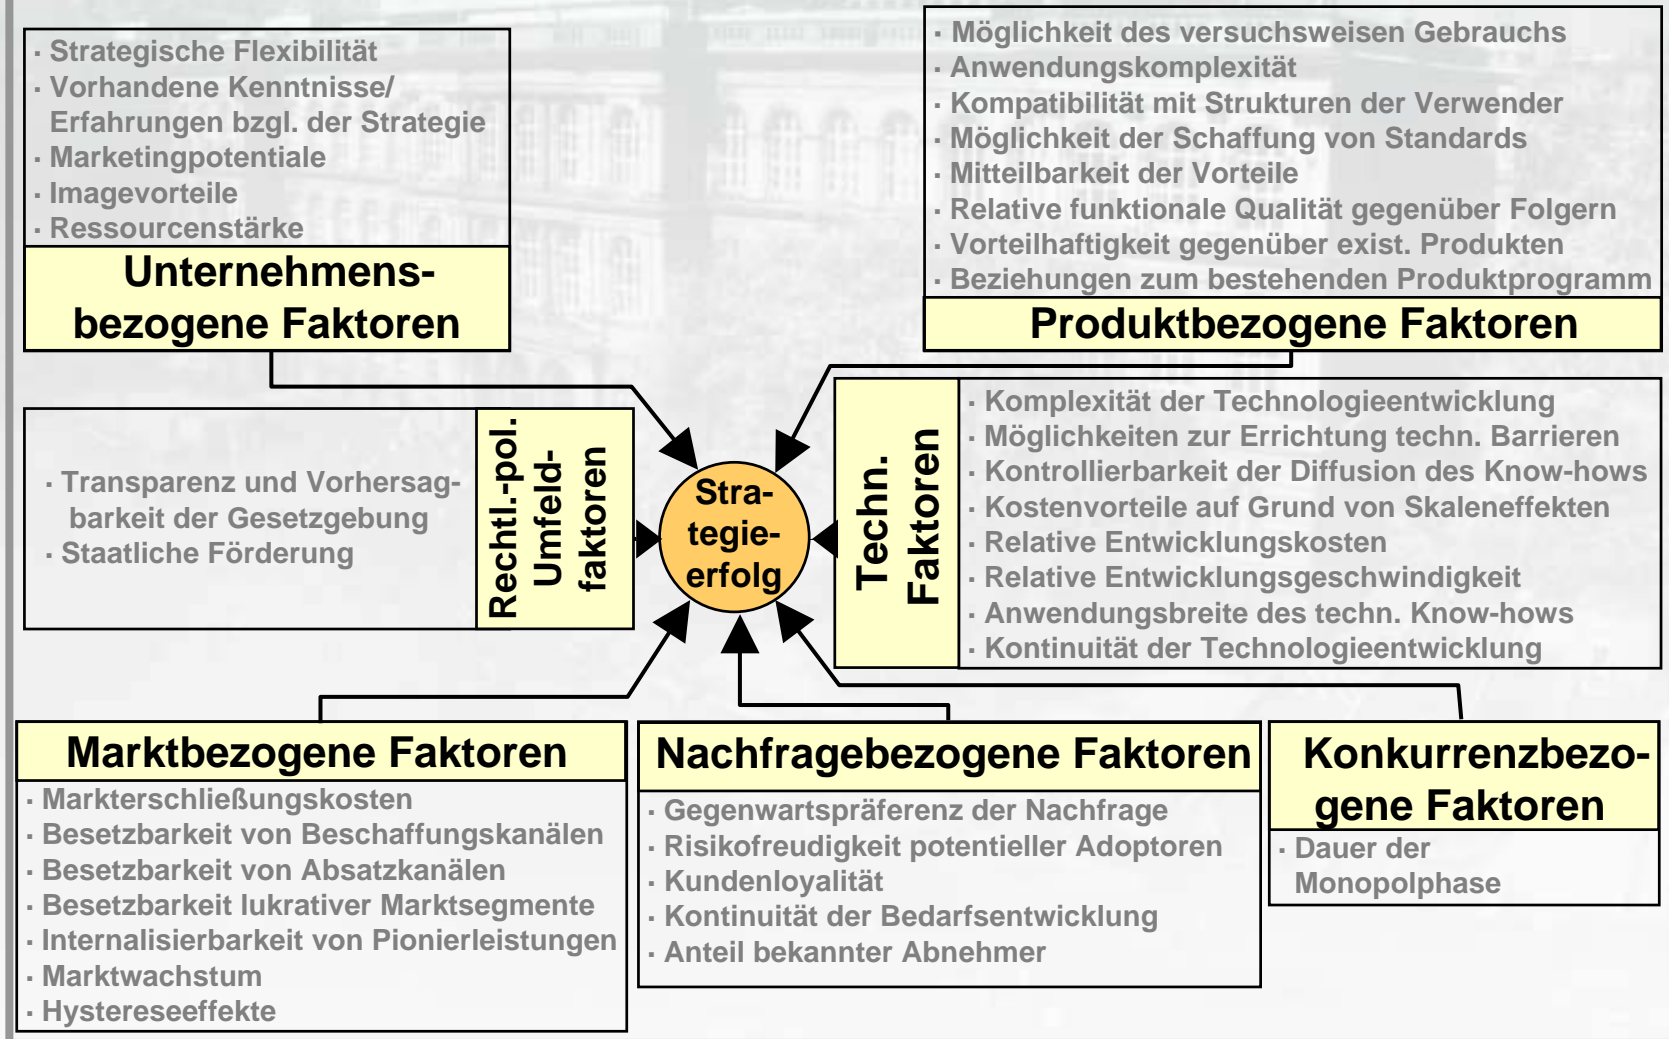 · Strategische Flexibilität
· Vorhandene Kenntnisse/
Erfahrungen bzgl. der Strategie
· Marketingpotentiale
· Imagevorteile
· Ressourcenstärke
Unternehmens-
bezogene Faktoren
· Möglichkeit des versuchsweisen Gebrauchs
· Anwendungskomplexität
· Kompatibilität mit Strukturen der Verwender
· Möglichkeit der Schaffung von Standards
· Mitteilbarkeit der Vorteile
· Relative funktionale Qualität gegenüber Folgern
· Vorteilhaftigkeit gegenüber exist. Produkten
· Beziehungen zum bestehenden Produktprogramm
Produktbezogene Faktoren
· Transparenz und Vorhersag-
barkeit der Gesetzgebung
· Staatliche Förderung
Rechtl.-pol.
Umfeld-
faktoren
Stra-
tegie-
erfolg
Techn.
Faktoren
· Komplexität der Technologieentwicklung
· Möglichkeiten zur Errichtung techn. Barrieren
· Kontrollierbarkeit der Diffusion des Know-hows
· Kostenvorteile auf Grund von Skaleneffekten
· Relative Entwicklungskosten
· Relative Entwicklungsgeschwindigkeit
· Anwendungsbreite des techn. Know-hows
· Kontinuität der Technologieentwicklung
Marktbezogene Faktoren
· Markterschließungskosten
· Besetzbarkeit von Beschaffungskanälen
· Besetzbarkeit von Absatzkanälen
· Besetzbarkeit lukrativer Marktsegmente
· Internalisierbarkeit von Pionierleistungen
· Marktwachstum
· Hystereseeffekte
Nachfragebezogene Faktoren
· Gegenwartspräferenz der Nachfrage
· Risikofreudigkeit potentieller Adoptoren
· Kundenloyalität
· Kontinuität der Bedarfsentwicklung
· Anteil bekannter Abnehmer
Konkurrenzbezo-
gene Faktoren
· Dauer der
Monopolphase